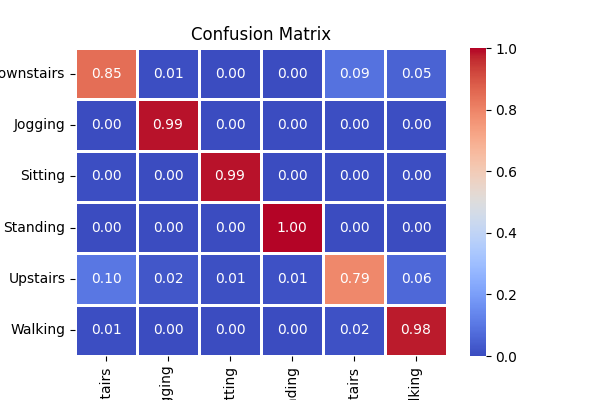 Confusion Matrix
ownstairs 0.85 0.01 0.00 0.00 0.09 0.05
Jogging 0.00 0.99 0.00 0.00 0.00 0.00
Sitting 0.00 0.00 0.99 0.00 0.00 0.00
Standing 0.00 0.00 0.00 1.00 0.00 0.00
Upstairs 0.10 0.02 0.01 0.01 0.79 0.06
Walking 0.01 0.00 0.00 0.00 0.02 0.98
tairs gging tting nding tairs lking
1.0
0.8
0.6
0.4
0.2
0.0